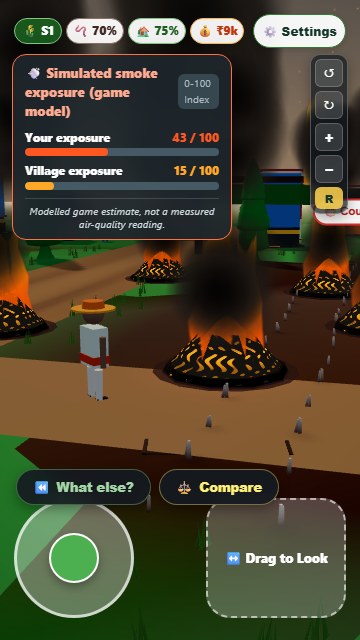 S1 70% 75% ₹9k Settings
Simulated smoke
exposure (game
model)
0-100
Index
Your exposure 43 / 100
Village exposure 15 / 100
Modelled game estimate, not a measured
air-quality reading.
↺
↻
+
−
R
Cou
What else? Compare
Drag to Look